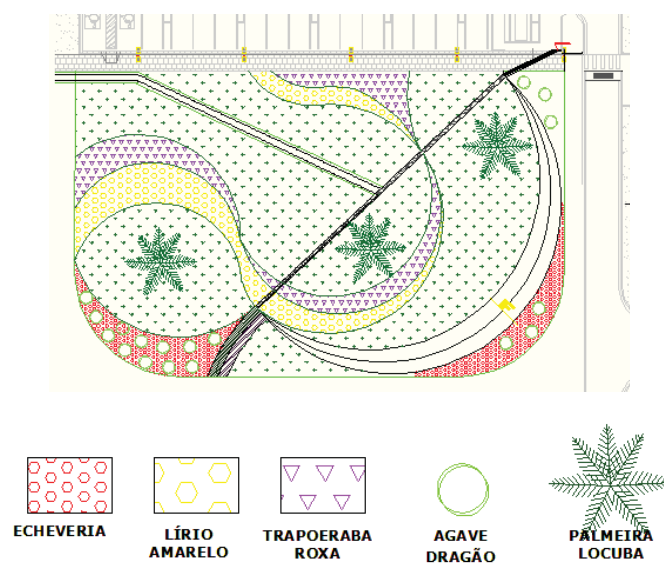 ECHEVERIA
LÍRIO
AMARELO
TRAPOERABA
ROXA
AGAVE
DRAGÃO
PALMEIRA
LOCUBA